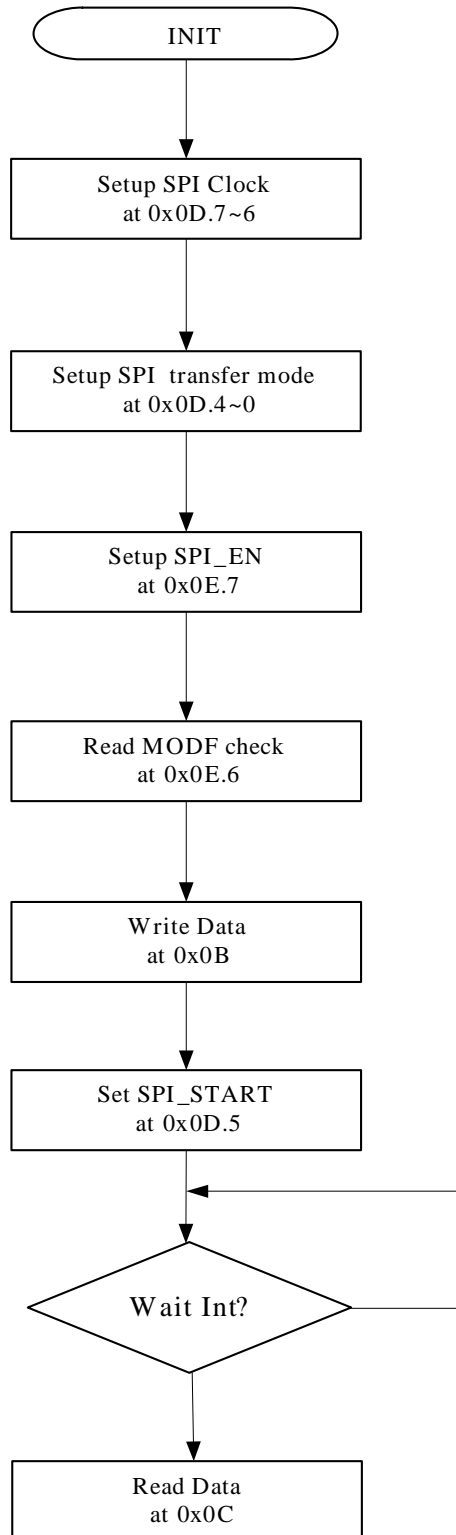 INIT
Setup SPI Clock
at 0x0D.7~6
Setup SPI transfer mode
at 0x0D.4~0
Setup SPI_EN
at 0x0E.7
Read MODF check
at 0x0E.6
Write Data
at 0x0B
Set SPI_START
at 0x0D.5
Wait Int?
Read Data
at 0x0C